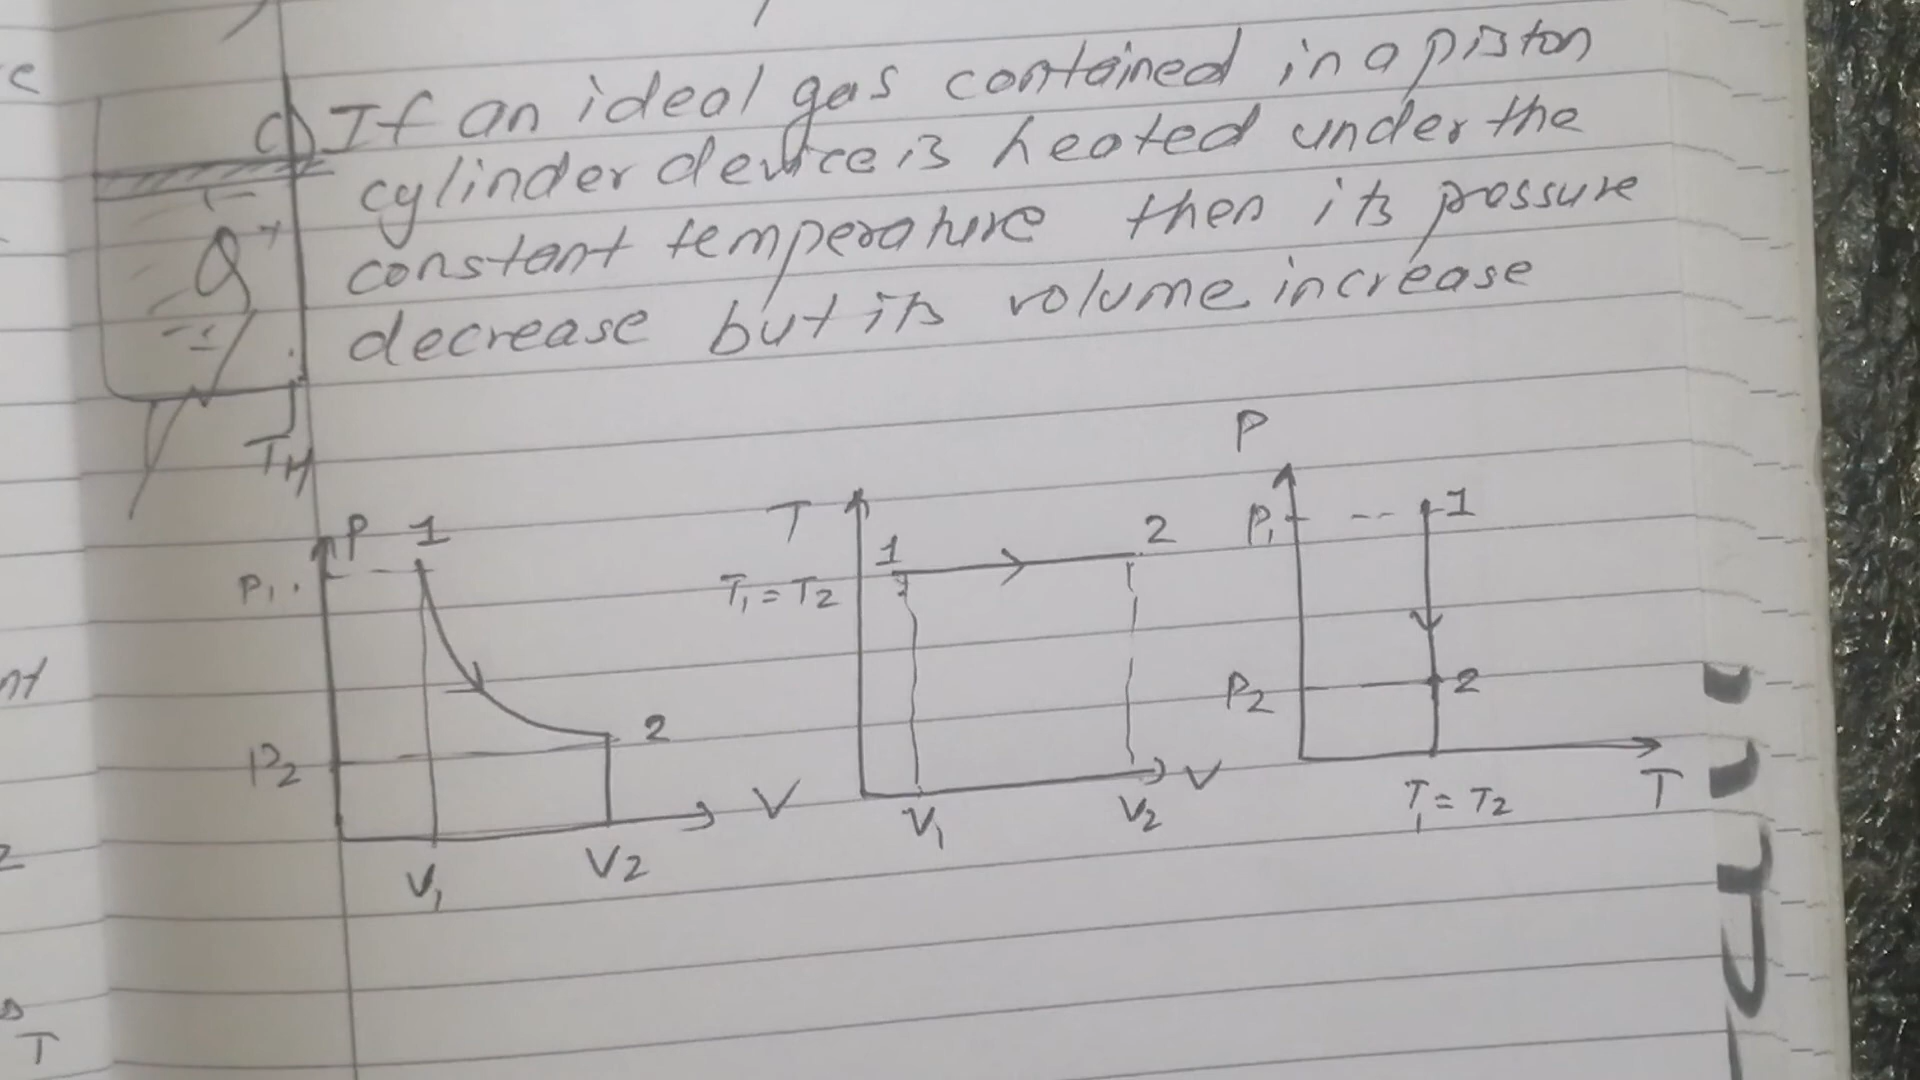 c) If an ideal gas contained in a piston
cylinder device is heated under the
constant temperature then its pressure
decrease but its volume increase
Q
TH
P 1
P1
2
P2
V
V1 V2
T
1 2
T1 = T2
V
V1 V2
P
P1 1
P2 2
T1 = T2 T
T